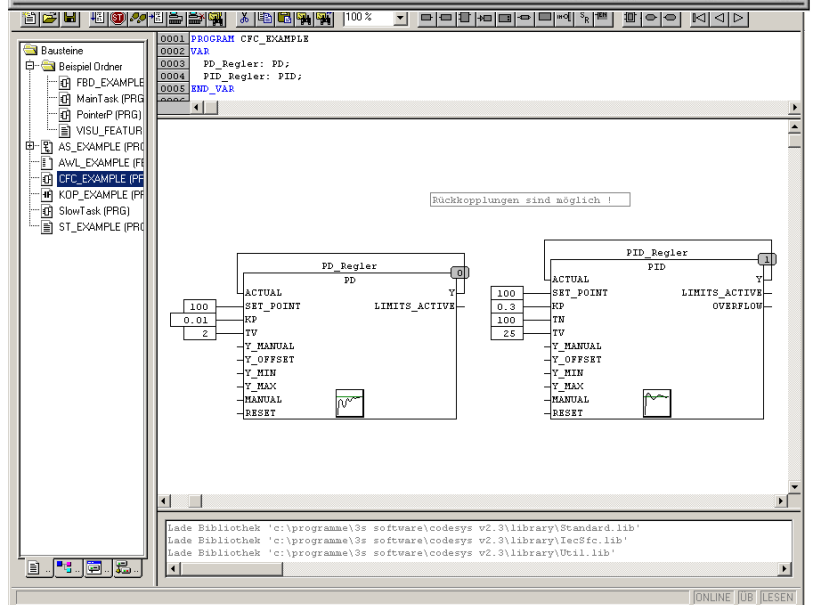 100 %
Bausteine
Beispiel Ordner
FBD_EXAMPLE
MainTask (PRG
PointerP (PRG)
VISU_FEATUR
AS_EXAMPLE (PRG
AWL_EXAMPLE (FB
CFC_EXAMPLE (PF
KOP_EXAMPLE (PF
SlowTask (PRG)
ST_EXAMPLE (PRG
0001 PROGRAM CFC_EXAMPLE
0002 VAR
0003 PD_Regler: PD;
0004 PID_Regler: PID;
0005 END_VAR
0006
Rückkopplungen sind möglich !
PD_Regler
0
PD
ACTUAL Y
100 SET_POINT LIMITS_ACTIVE
0.01 KP
2 TV
Y_MANUAL
Y_OFFSET
Y_MIN
Y_MAX
MANUAL
RESET
PID_Regler
1
PID
ACTUAL Y
100 SET_POINT LIMITS_ACTIVE
0.3 KP OVERFLOW
100 TN
25 TV
Y_MANUAL
Y_OFFSET
Y_MIN
Y_MAX
MANUAL
RESET
Lade Bibliothek 'c:\programme\3s software\codesys v2.3\library\Standard.lib'
Lade Bibliothek 'c:\programme\3s software\codesys v2.3\library\IecSfc.lib'
Lade Bibliothek 'c:\programme\3s software\codesys v2.3\library\Util.lib'
ONLINE ÜB LESEN